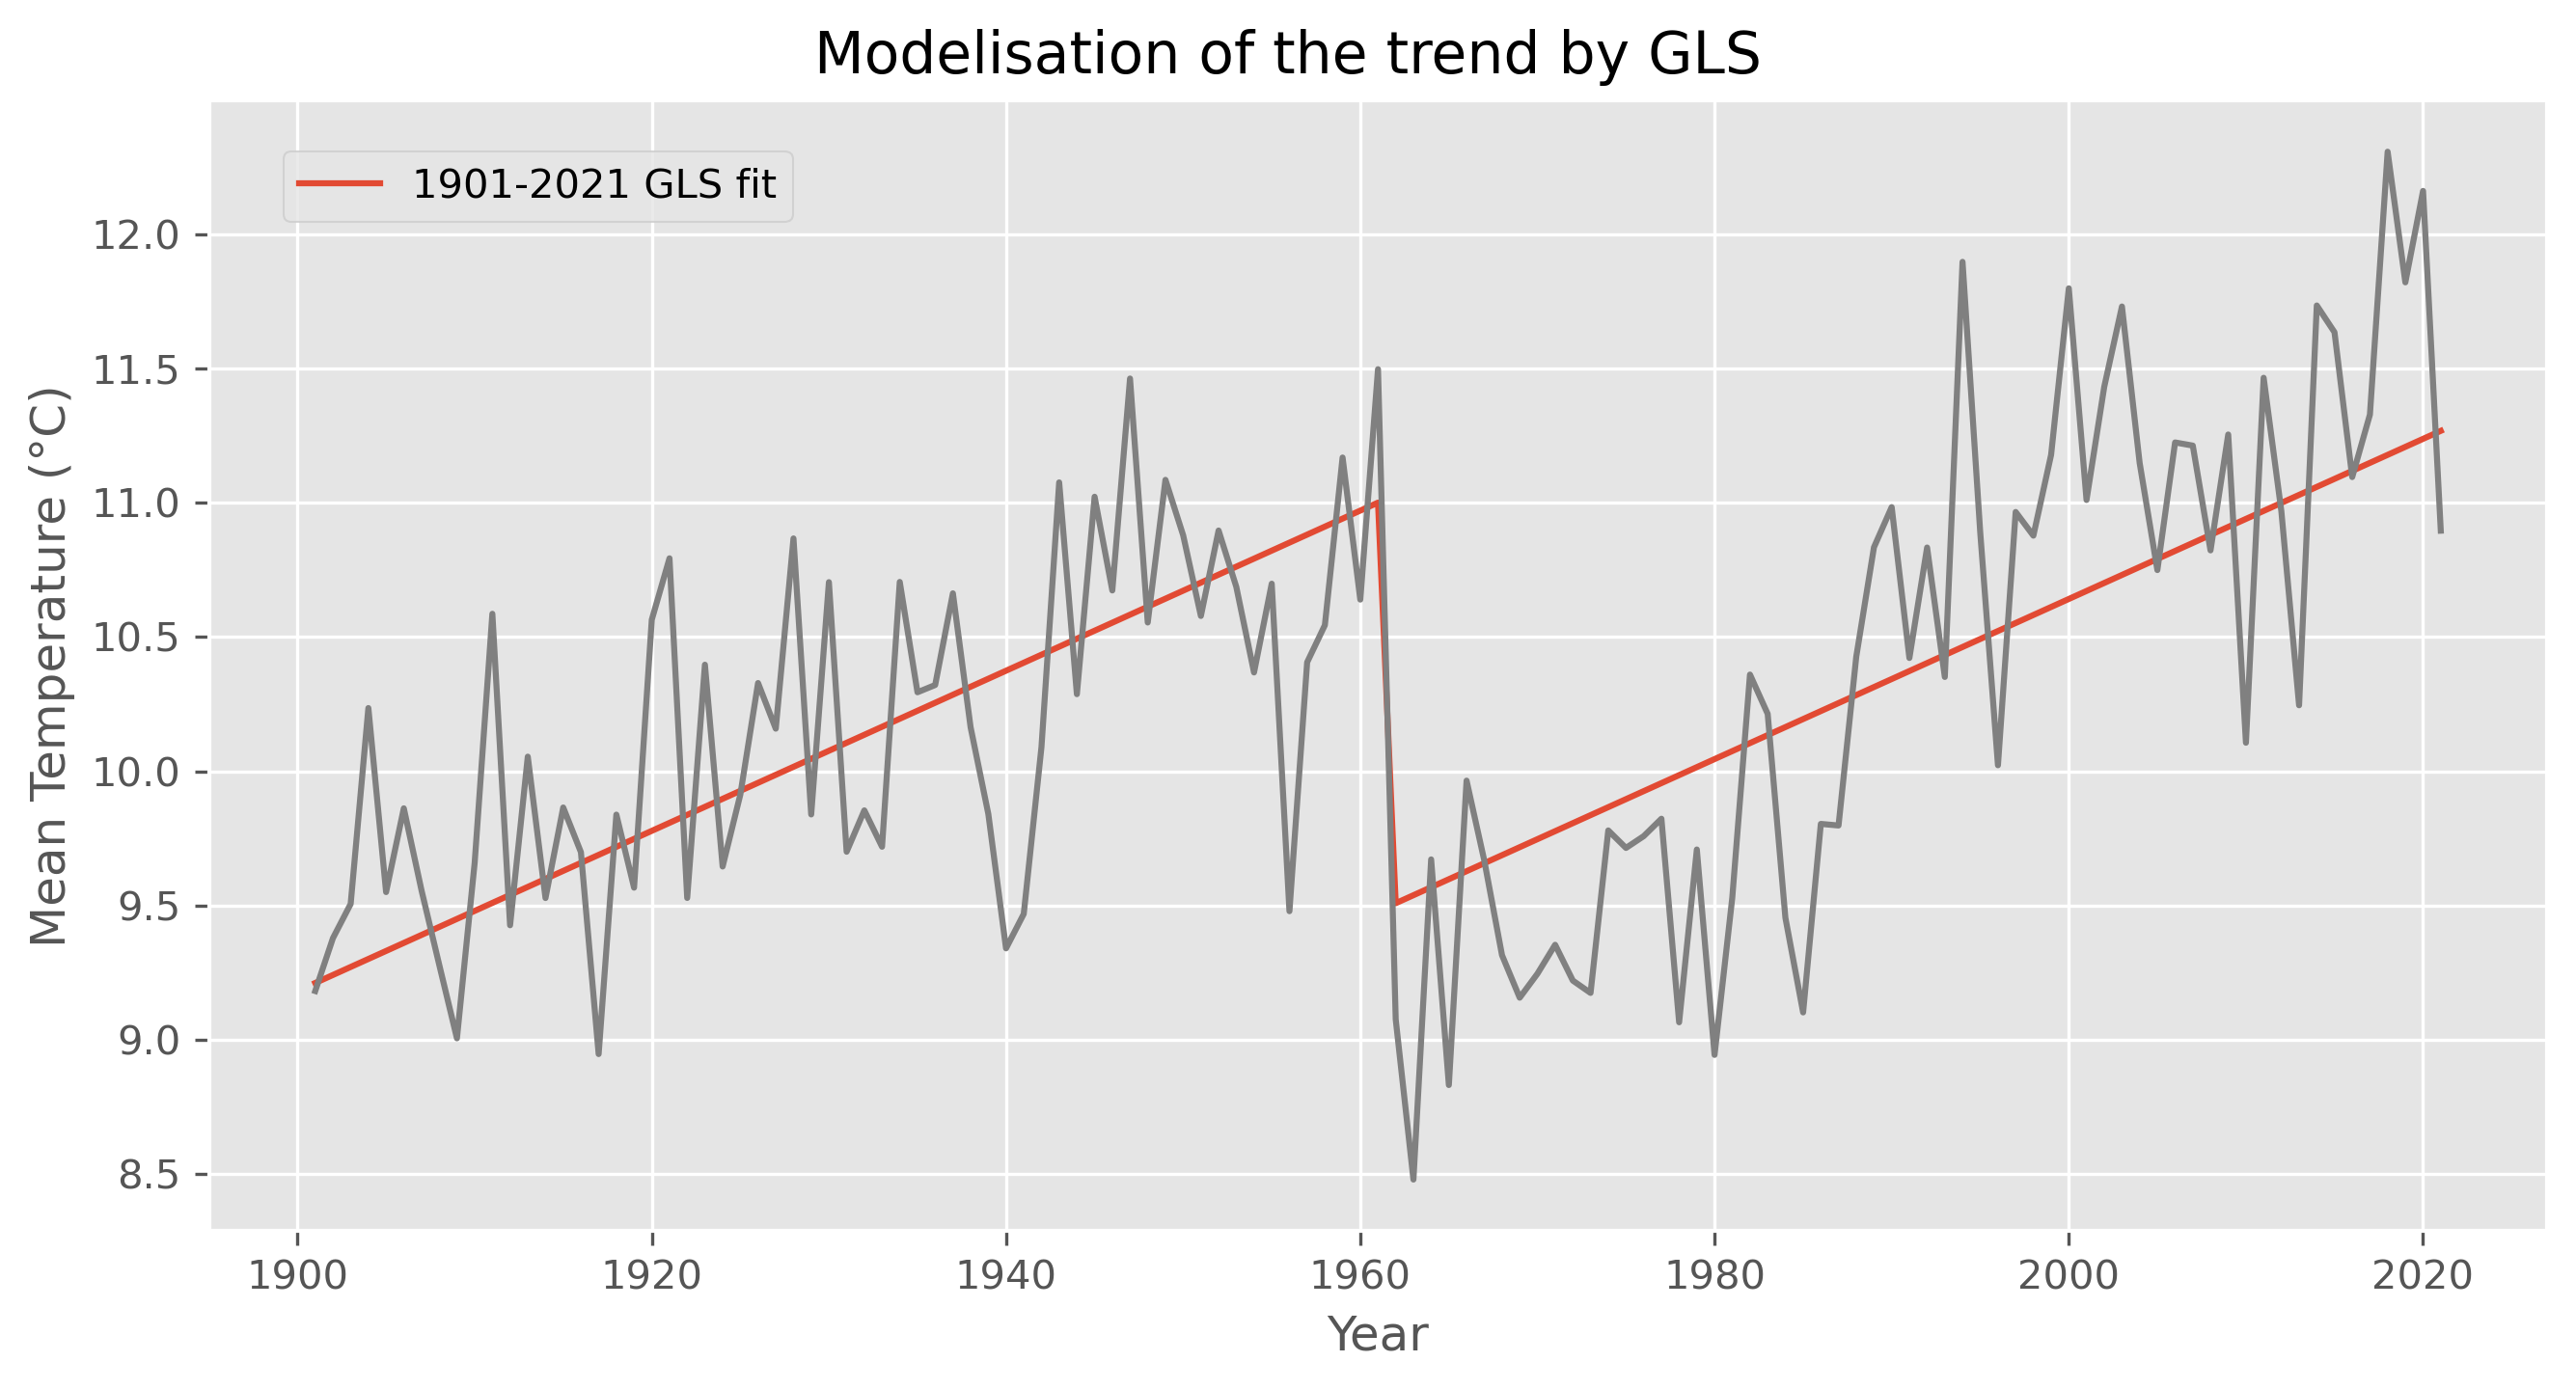 Modelisation of the trend by GLS
1901-2021 GLS fit
Mean Temperature (°C)
12.0
11.5
11.0
10.5
10.0
9.5
9.0
8.5
1900 1920 1940 1960 1980 2000 2020
Year